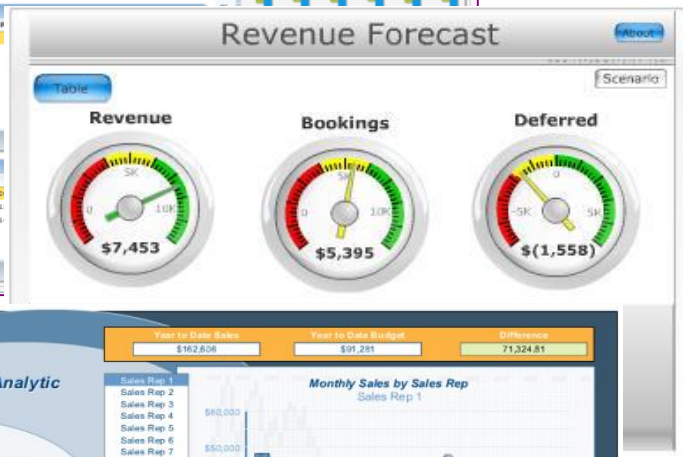 Revenue Forecast
About
Table
Scenario
Revenue
Bookings
Deferred
0
5K
10K
$7,453
0
5K
10K
$5,395
-5K
0
5K
$(1,558)
Year to Date Sales
Year to Date Budget
Difference
$162,606
$91,281
71,324.81
Analytic
Sales Rep 1
Sales Rep 2
Sales Rep 3
Sales Rep 4
Sales Rep 5
Sales Rep 6
Sales Rep 7
Monthly Sales by Sales Rep
Sales Rep 1
$60,000
$50,000